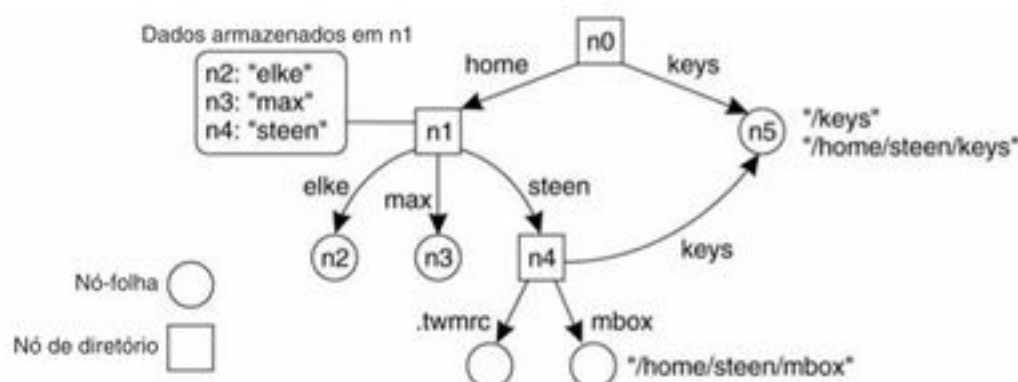 Dados armazenados em n1
n0
n2: "elke"
n3: "max"
n4: "steen"
home
keys
n1
n5
"/keys"
"/home/steen/keys"
elke
max
steen
n2
n3
n4
keys
Nó-folha
.twmrc
mbox
Nó de diretório
"/home/steen/mbox"